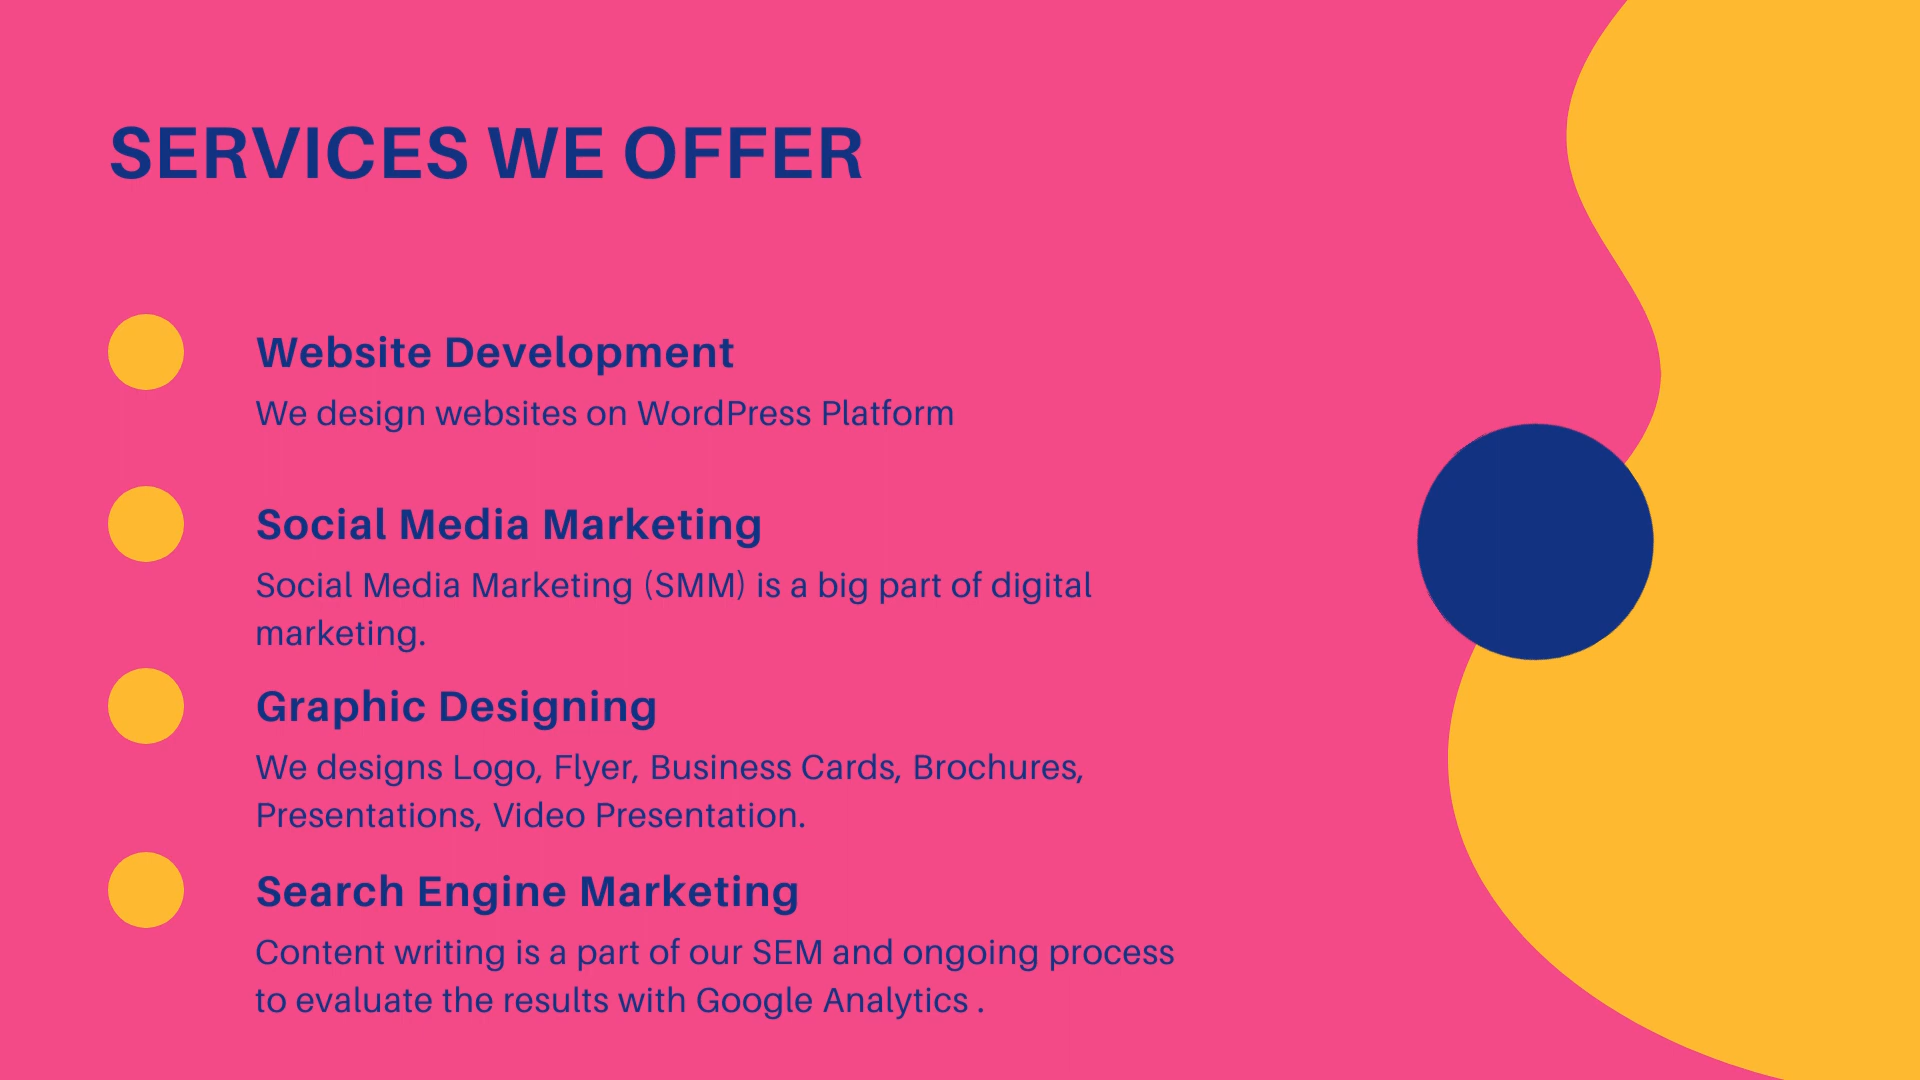 SERVICES WE OFFER
Website Development
We design websites on WordPress Platform
Social Media Marketing
Social Media Marketing (SMM) is a big part of digital
marketing.
Graphic Designing
We designs Logo, Flyer, Business Cards, Brochures,
Presentations, Video Presentation.
Search Engine Marketing
Content writing is a part of our SEM and ongoing process
to evaluate the results with Google Analytics .